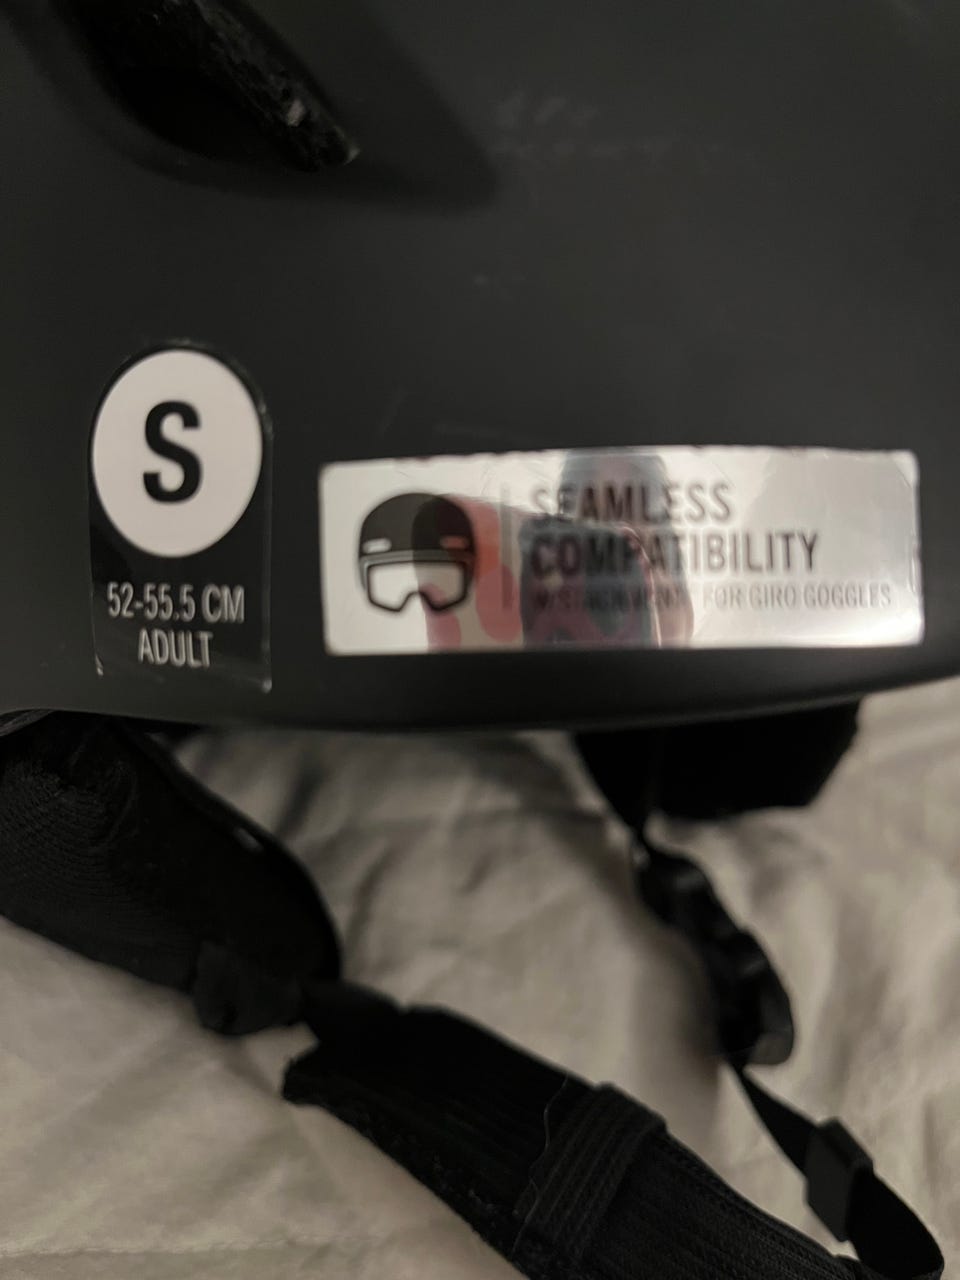 S
52-55.5 CM
ADULT
SEAMLESS
COMPATIBILITY
FOR GIRO GOGGLES